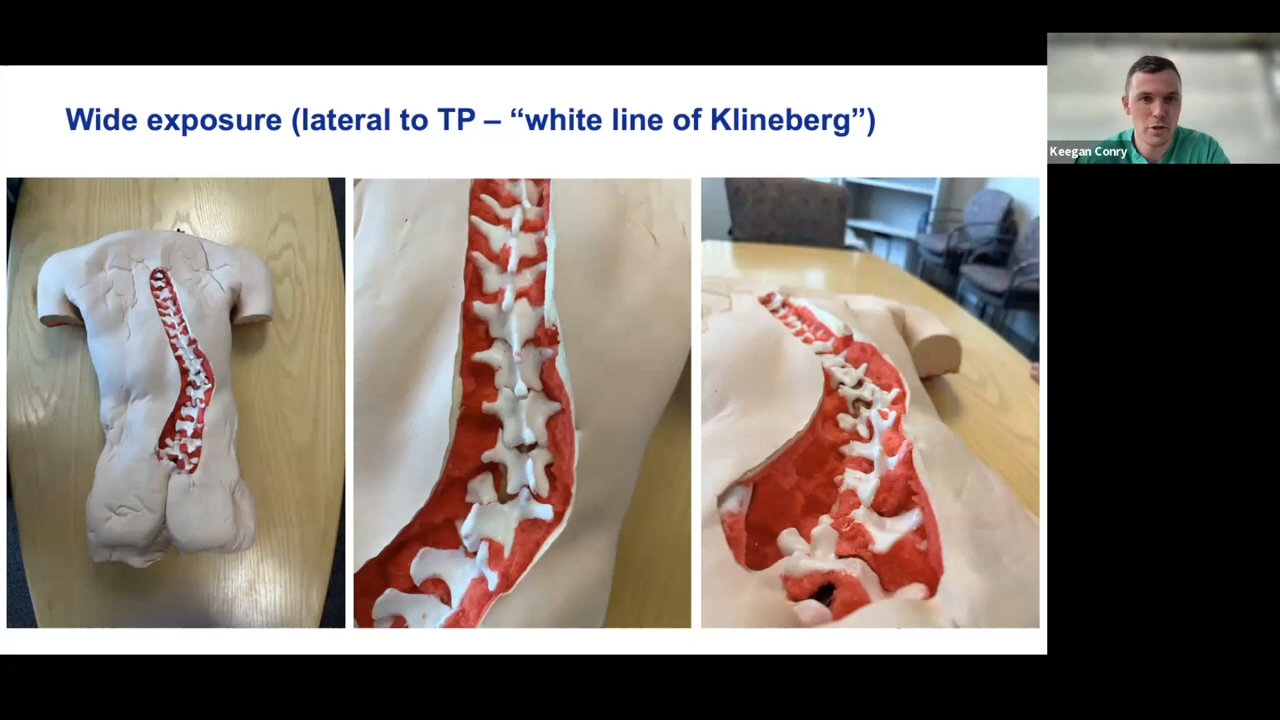 Wide exposure (lateral to TP – “white line of Klineberg”)
Keegan Conry